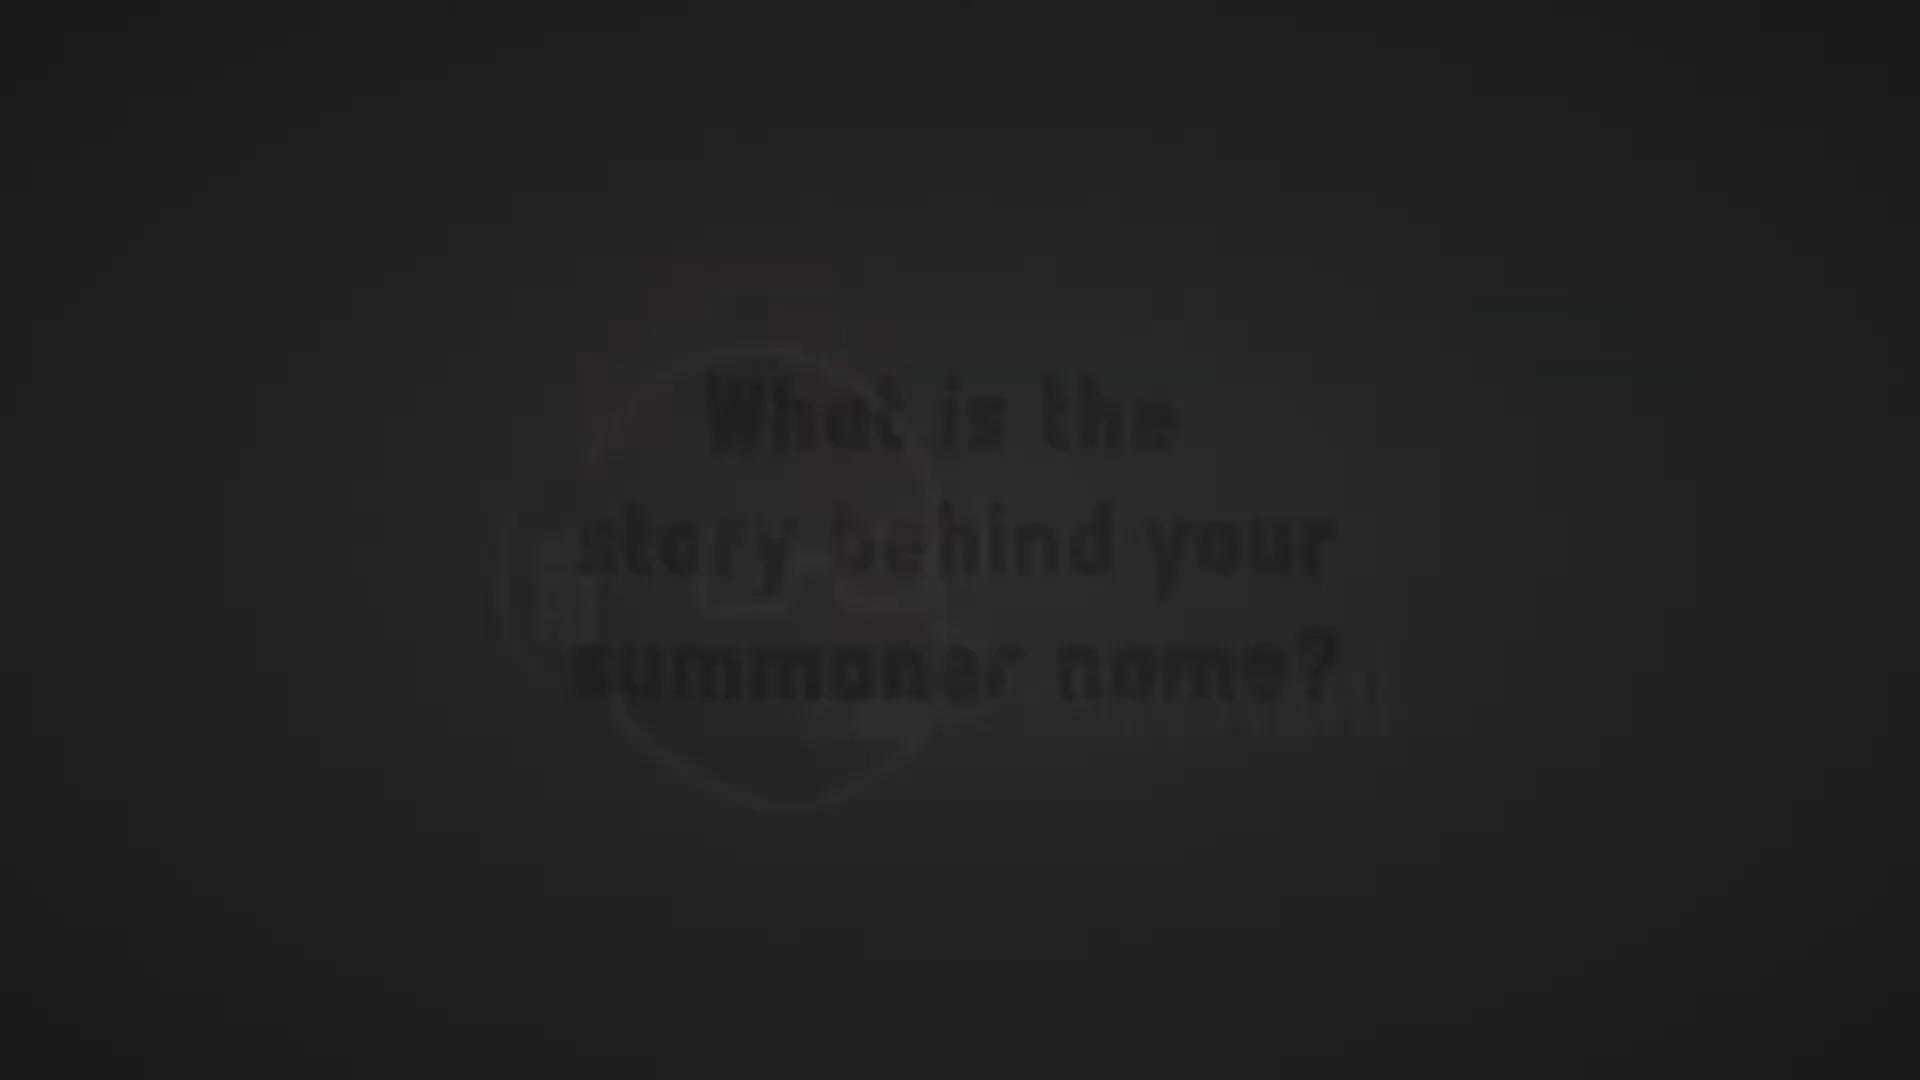 What is the
story behind your
summoner name?